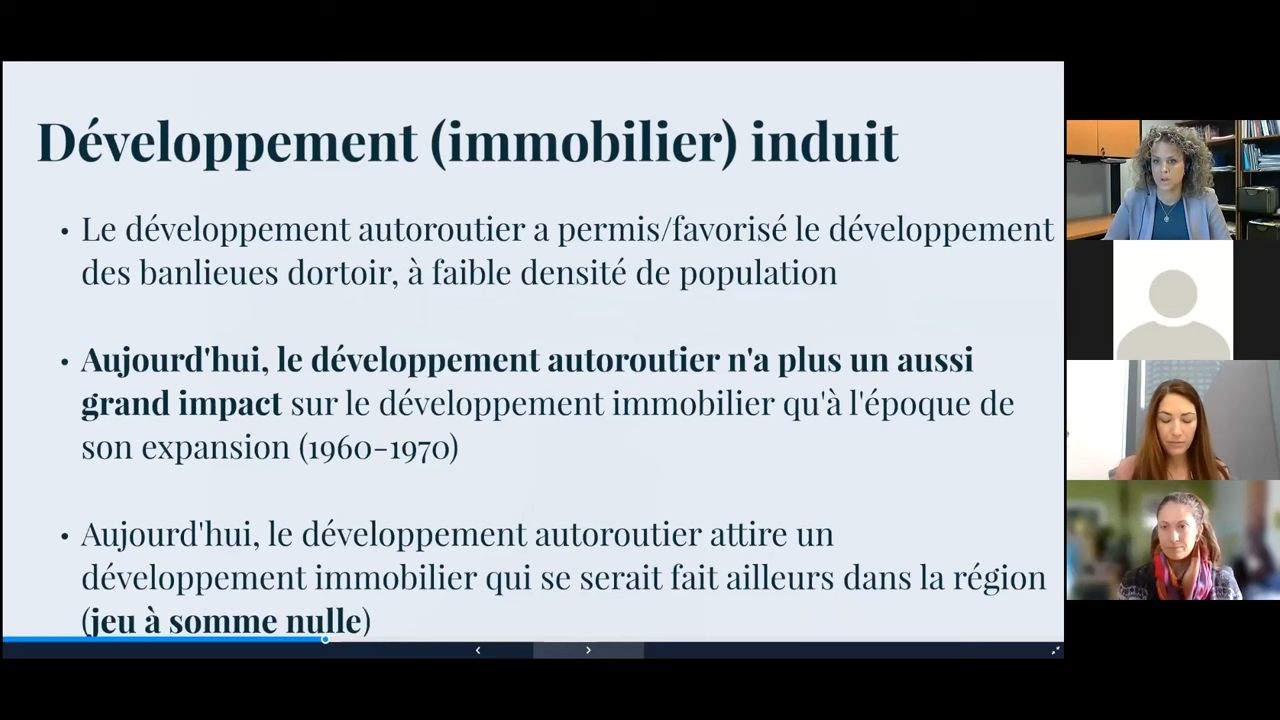 Développement (immobilier) induit
• Le développement autoroutier a permis/favorisé le développement
des banlieues dortoir, à faible densité de population
• Aujourd'hui, le développement autoroutier n'a plus un aussi
grand impact sur le développement immobilier qu'à l'époque de
son expansion (1960-1970)
• Aujourd'hui, le développement autoroutier attire un
développement immobilier qui se serait fait ailleurs dans la région
(jeu à somme nulle)